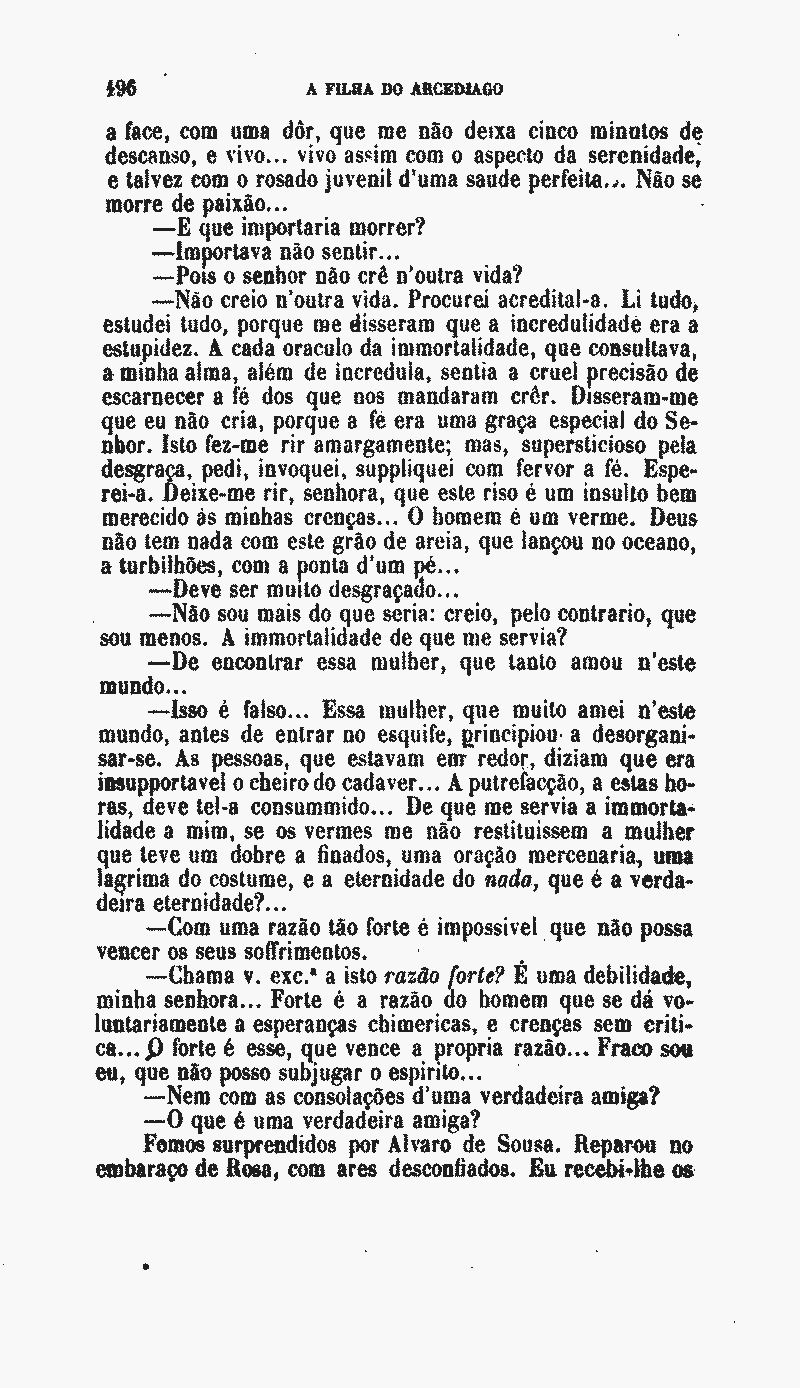 196 A FILHA DO ARCEDIAGO
a face, com uma dôr, que me não deixa cinco minutos de
descanso, e vivo... vivo assim com o aspecto da serenidade,
e talvez com o rosado juvenil d'uma saude perfeita... Não se
morre de paixão...
—E que importaria morrer?
—Importava não sentir...
—Pois o senhor não crê n'outra vida?
—Não creio n'outra vida. Procurei acredital-a. Li tudo,
estudei tudo, porque me disseram que a incredulidade era a
estupidez. A cada oraculo da immortalidade, que consultava,
a minha alma, além de incredula, sentia a cruel precisão de
escarnecer a fé dos que nos mandaram crêr. Disseram-me
que eu não cria, porque a fé era uma graça especial do Se-
nhor. Isto fez-me rir amargamente; mas, supersticioso pela
desgraça, pedi, invoquei, suppliquei com fervor a fé. Espe-
rei-a. Deixe-me rir, senhora, que este riso é um insulto bem
merecido ás minhas crenças... O homem é um verme. Deus
não tem nada com este grão de areia, que lançou no oceano,
a turbilhões, com a ponta d'um pé...
—Deve ser muito desgraçado...
—Não sou mais do que seria: creio, pelo contrario, que
sou menos. A immortalidade de que me servia?
—De encontrar essa mulher, que tanto amou n'este
mundo...
—Isso é falso... Essa mulher, que muito amei n'este
mundo, antes de entrar no esquife, principiou a desorgani-
sar-se. As pessoas, que estavam em redor, diziam que era
insupportavel o cheiro do cadaver... A putrefacção, a estas ho-
ras, deve tel-a consummido... De que me servia a immorta-
lidade a mim, se os vermes me não restituissem a mulher
que teve um dobre a finados, uma oração mercenaria, uma
lagrima do costume, e a eternidade do nada, que é a verda-
deira eternidade?...
—Com uma razão tão forte é impossivel que não possa
vencer os seus soffrimentos.
—Chama v. exc.ª a isto razão forte? É uma debilidade,
minha senhora... Forte é a razão do homem que se dá vo-
luntariamente a esperanças chimericas, e crenças sem criti-
ca... O forte é esse, que vence a propria razão... Fraco sou
eu, que não posso subjugar o espirito...
—Nem com as consolações d'uma verdadeira amiga?
—O que é uma verdadeira amiga?
Fomos surprendidos por Alvaro de Sousa. Reparou no
embaraço de Rosa, com ares desconfiados. Eu recebi-lhe os